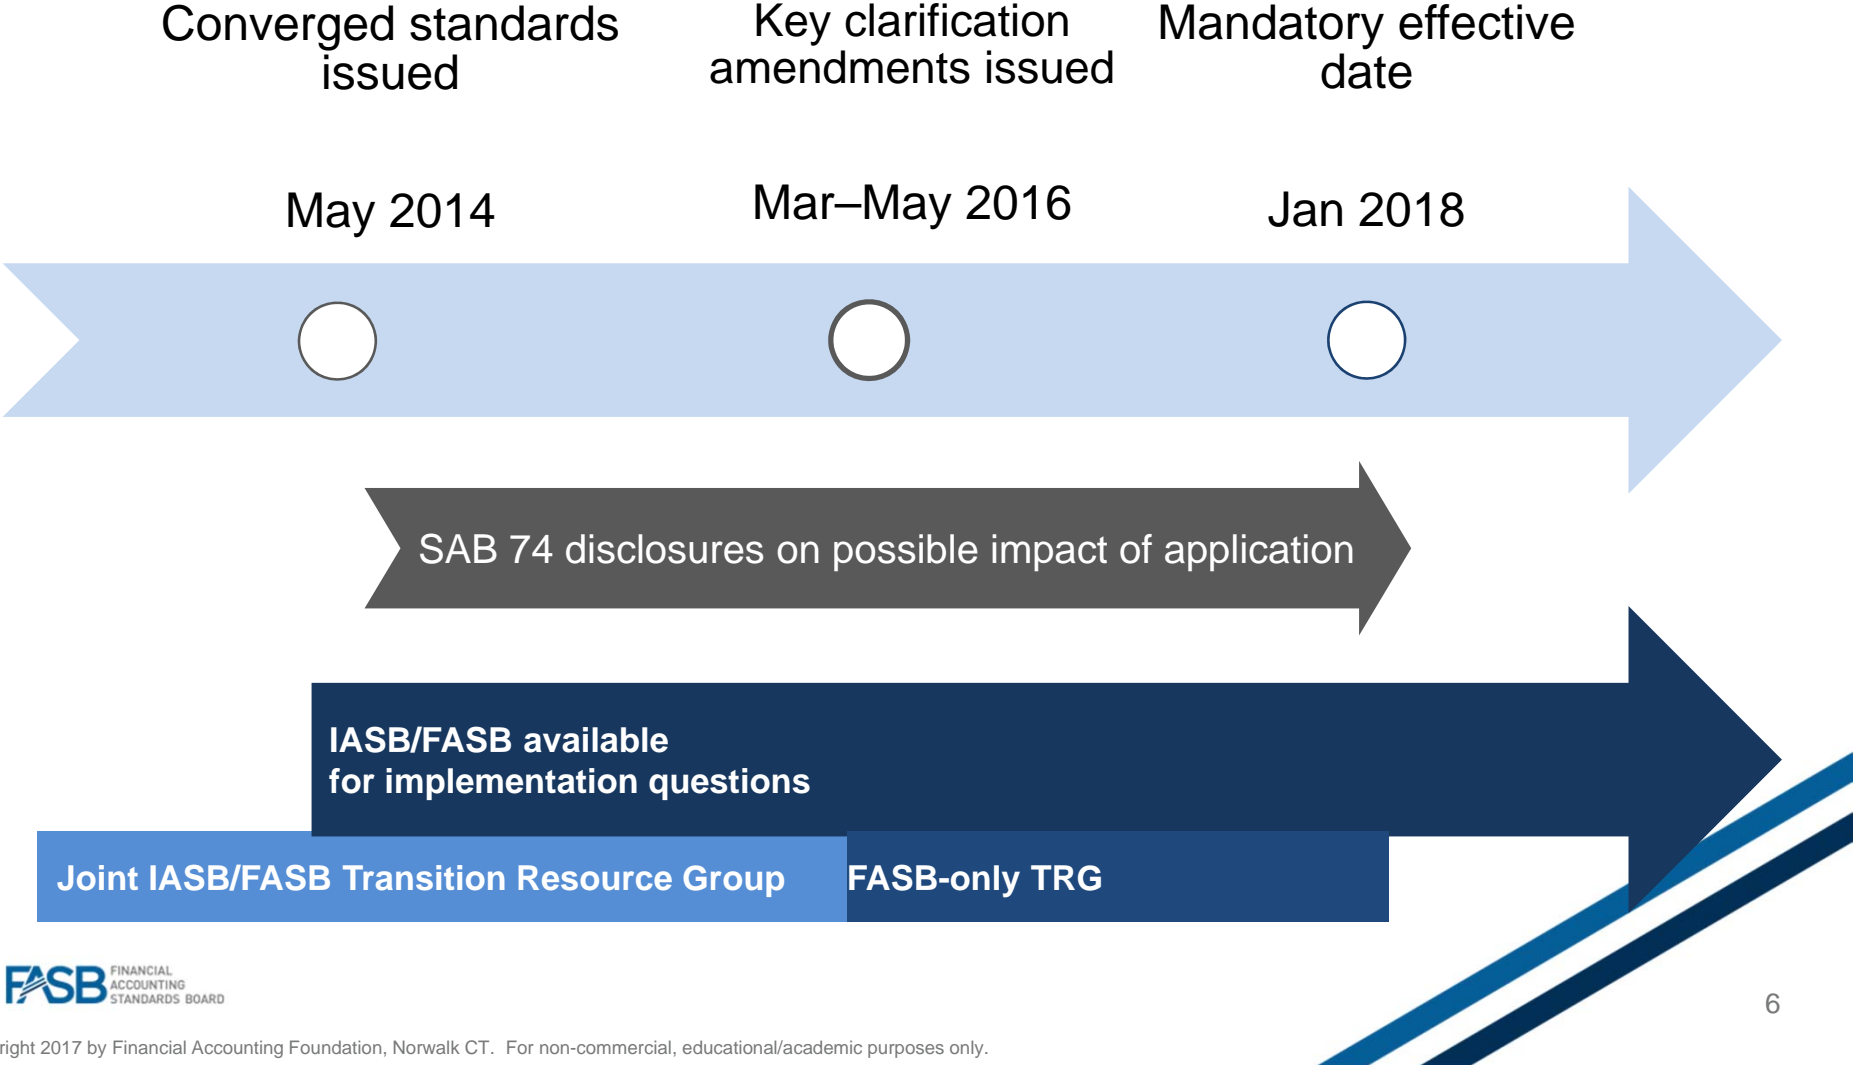 Converged standards
issued
Key clarification
amendments issued
Mandatory effective
date
May 2014
Mar–May 2016
Jan 2018
SAB 74 disclosures on possible impact of application
IASB/FASB available
for implementation questions
Joint IASB/FASB Transition Resource Group
FASB-only TRG
FASB
FINANCIAL
ACCOUNTING
STANDARDS BOARD
6
right 2017 by Financial Accounting Foundation, Norwalk CT.  For non-commercial, educational/academic purposes only.